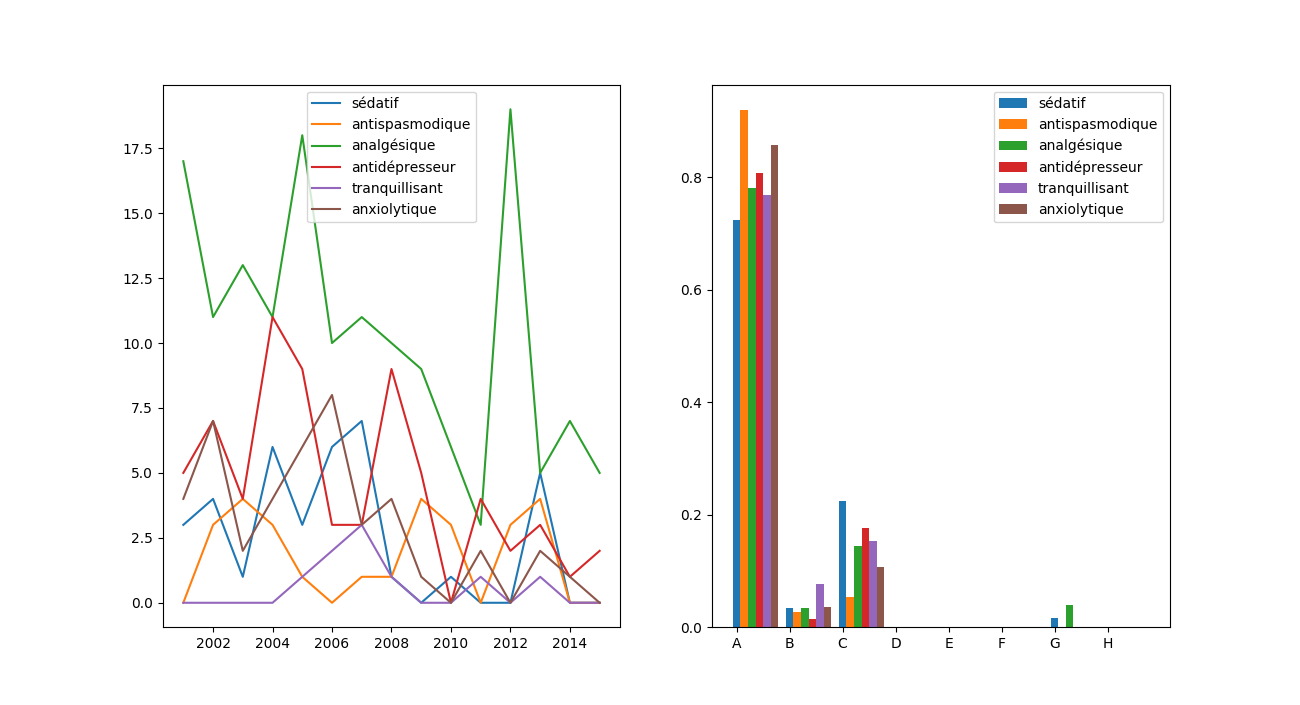 sédatif
antispasmodique
analgésique
antidépresseur
tranquillisant
anxiolytique
17.5
15.0
12.5
10.0
7.5
5.0
2.5
0.0
2002 2004 2006 2008 2010 2012 2014
sédatif
antispasmodique
analgésique
antidépresseur
tranquillisant
anxiolytique
0.8
0.6
0.4
0.2
0.0
A B C D E F G H